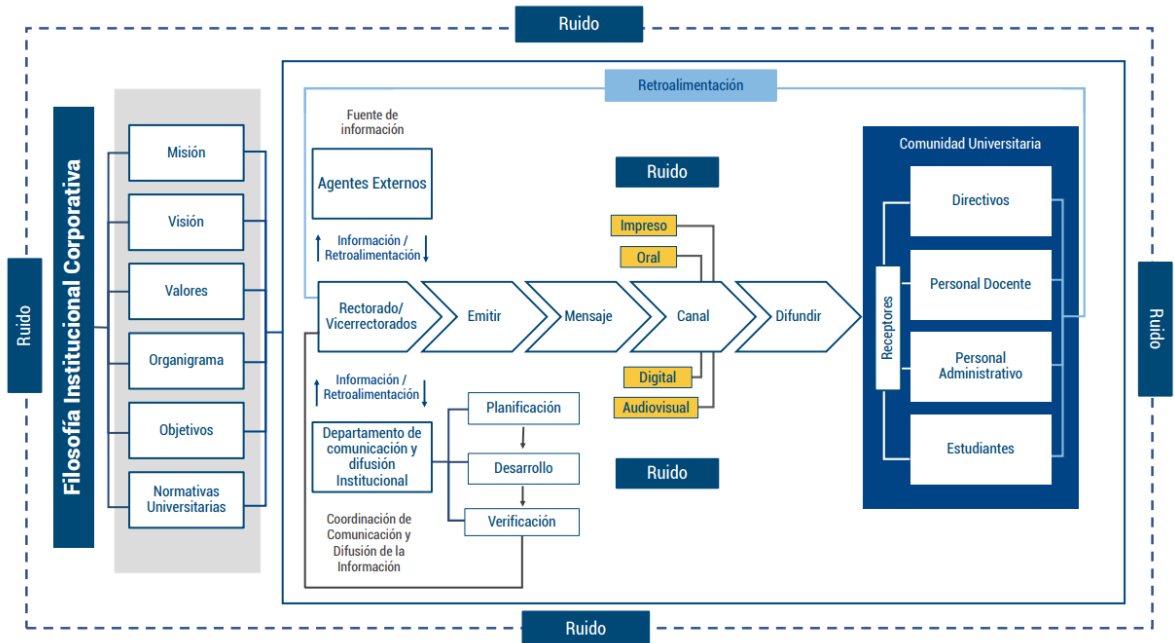 Ruido
Ruido
Filosofía Institucional Corporativa
Misión
Visión
Valores
Organigrama
Objetivos
Normativas
Universitarias
Retroalimentación
Fuente de
información
Agentes Externos
Información /
Retroalimentación
Rectorado/
Vicerrectorados
Emitir
Mensaje
Canal
Difundir
Ruido
Impreso
Oral
Digital
Audiovisual
Ruido
Información /
Retroalimentación
Departamento de
comunicación y
difusión
Institucional
Planificación
Desarrollo
Verificación
Coordinación de
Comunicación y
Difusión de la
Información
Comunidad Universitaria
Receptores
Directivos
Personal Docente
Personal
Administrativo
Estudiantes
Ruido
Ruido